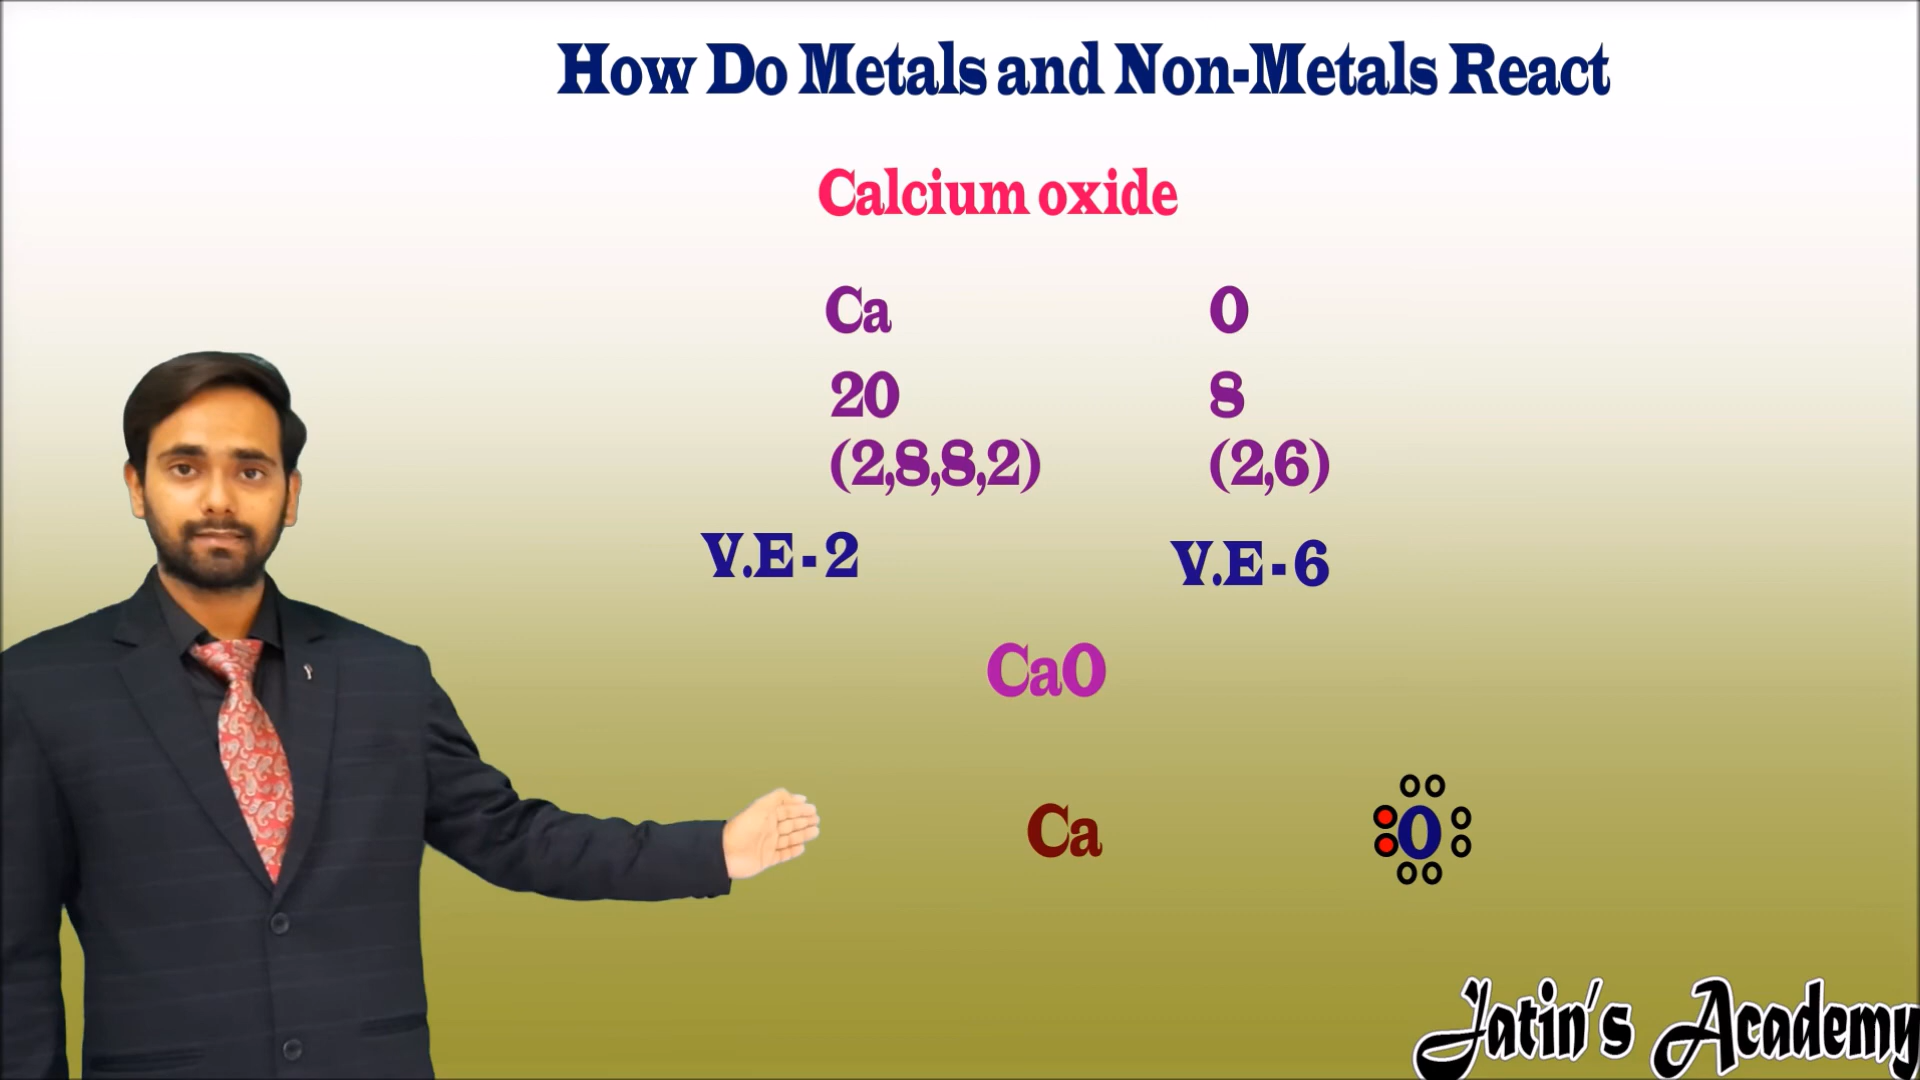 How Do Metals and Non-Metals React
Calcium oxide
Ca O
20 8
(2,8,8,2) (2,6)
V.E - 2 V.E - 6
CaO
Ca O
Jatin's Academy